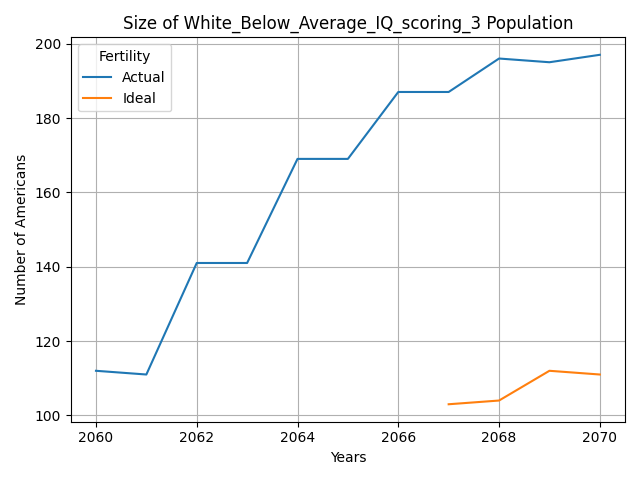 Size of White_Below_Average_IQ_scoring_3 Population
Fertility
Actual
Ideal
Number of Americans
200
180
160
140
120
100
2060 2062 2064 2066 2068 2070
Years